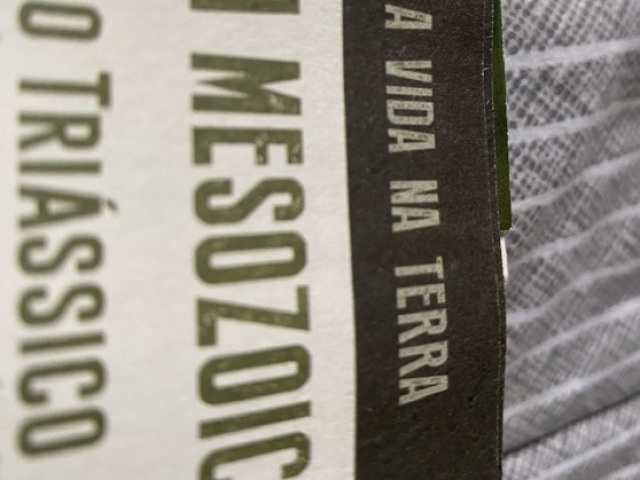 A VIDA NA TERRA
MESOZOIC
O TRIÁSSICO